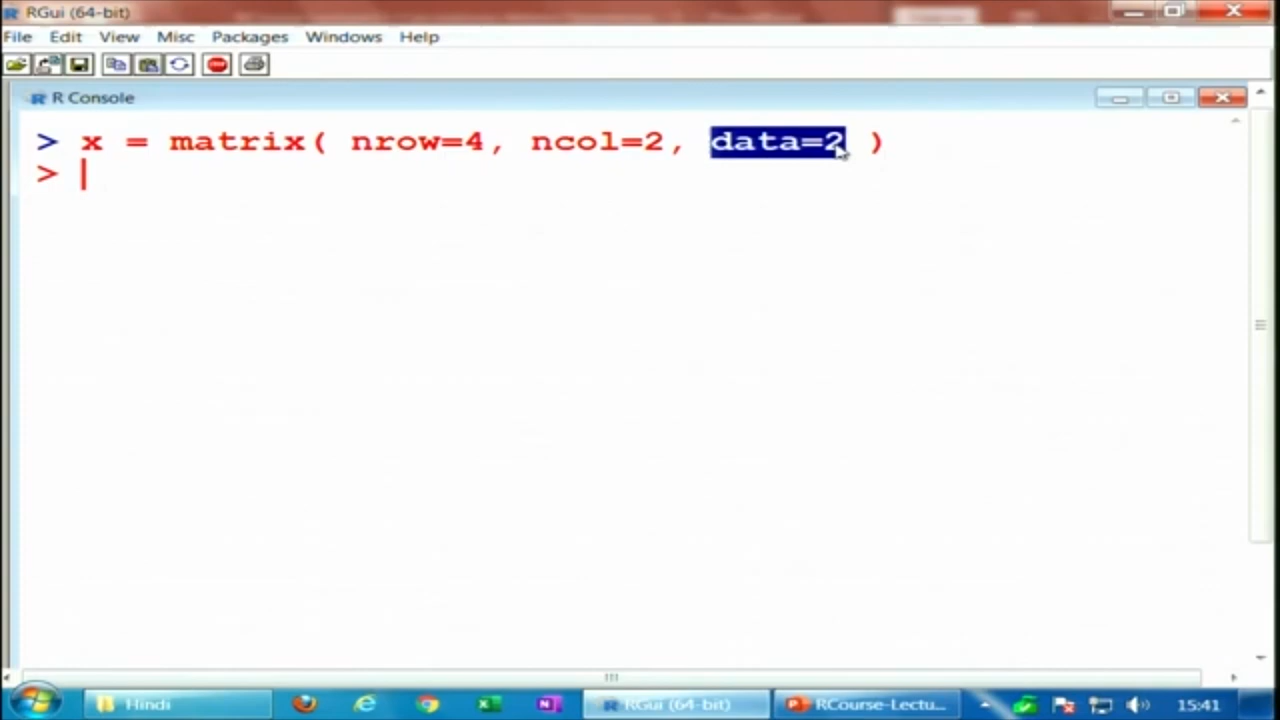 RGui (64-bit)
File Edit View Misc Packages Windows Help
STOP
R Console
> x = matrix( nrow=4, ncol=2, data=2 )
>
Hindi RGui (64-bit) RCourse-Lectu... 15:41